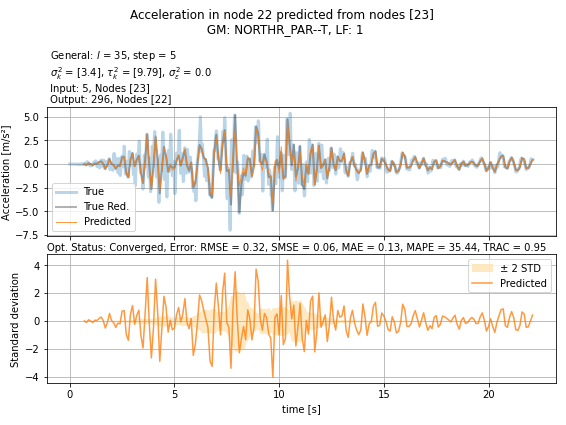 Acceleration in node 22 predicted from nodes [23]
GM: NORTHR_PAR--T, LF: 1
General: l = 35, step = 5
σ²ₖ = [3.4], τ²ₖ = [9.79], σ²_ε = 0.0
Input: 5, Nodes [23]
Output: 296, Nodes [22]
Acceleration [m/s²]
5.0
2.5
0.0
−2.5
−5.0
−7.5
True
True Red.
Predicted
Opt. Status: Converged, Error: RMSE = 0.32, SMSE = 0.06, MAE = 0.13, MAPE = 35.44, TRAC = 0.95
Standard deviation
4
2
0
−2
−4
± 2 STD
Predicted
0
5
10
15
20
time [s]